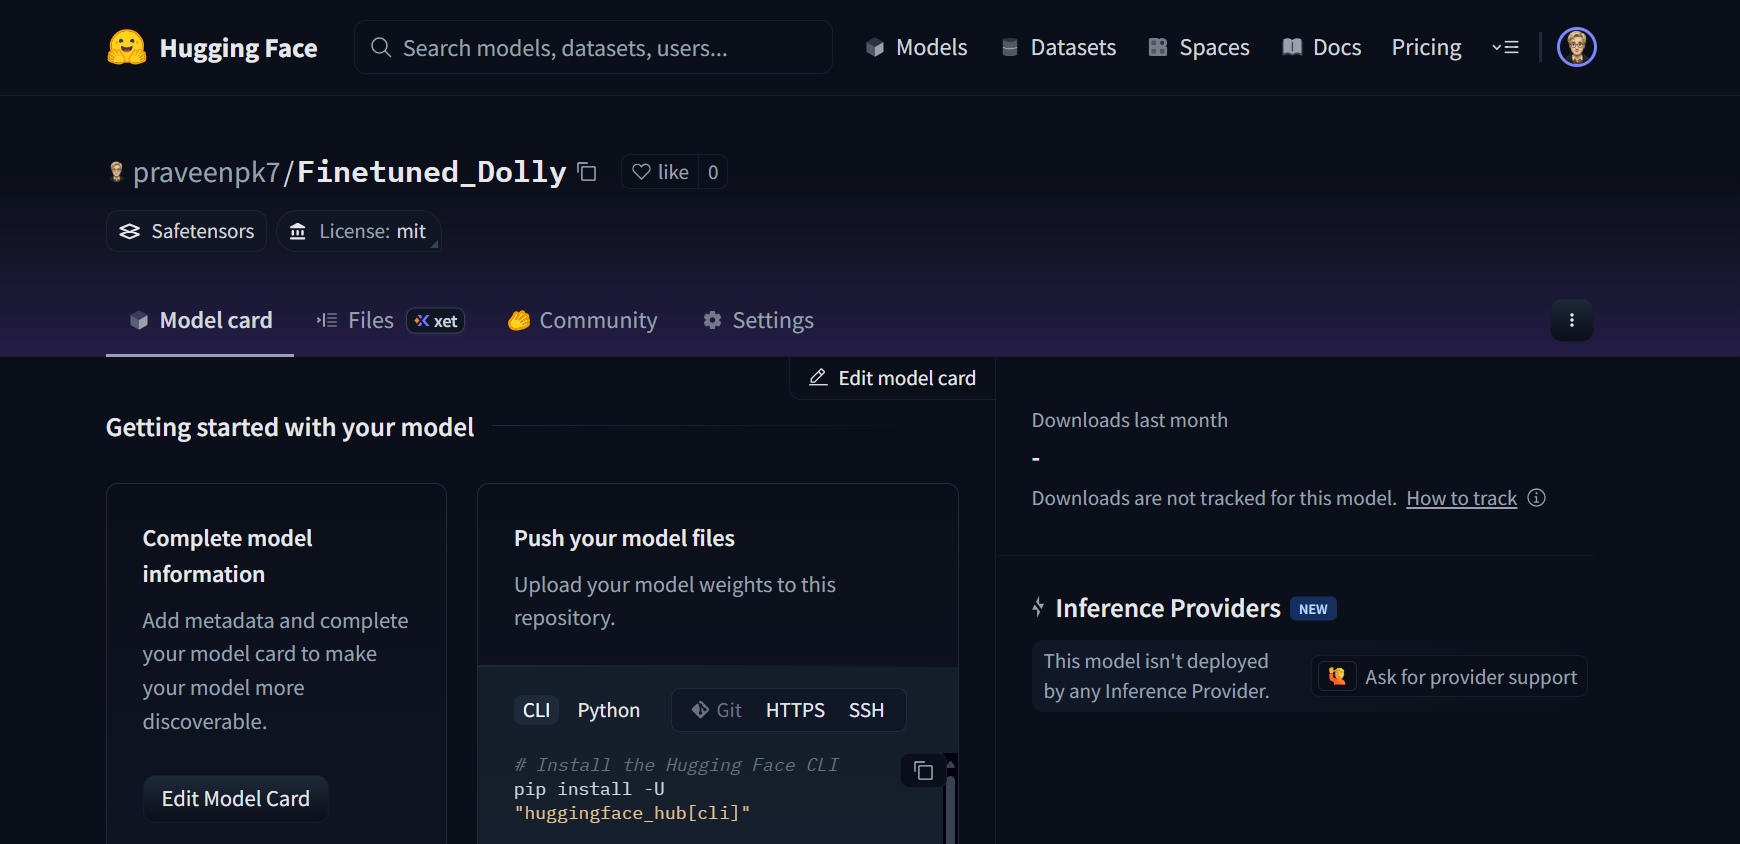 Hugging Face
Search models, datasets, users...
Models
Datasets
Spaces
Docs
Pricing
praveenpk7/Finetuned_Dolly
like 0
Safetensors
License: mit
Model card
Files xet
Community
Settings
Edit model card
Getting started with your model
Complete model
information
Add metadata and complete
your model card to make
your model more
discoverable.
Edit Model Card
Push your model files
Upload your model weights to this
repository.
CLI Python Git HTTPS SSH
# Install the Hugging Face CLI
pip install -U
"huggingface_hub[cli]"
Downloads last month
-
Downloads are not tracked for this model. How to track
Inference Providers NEW
This model isn't deployed
by any Inference Provider.
Ask for provider support